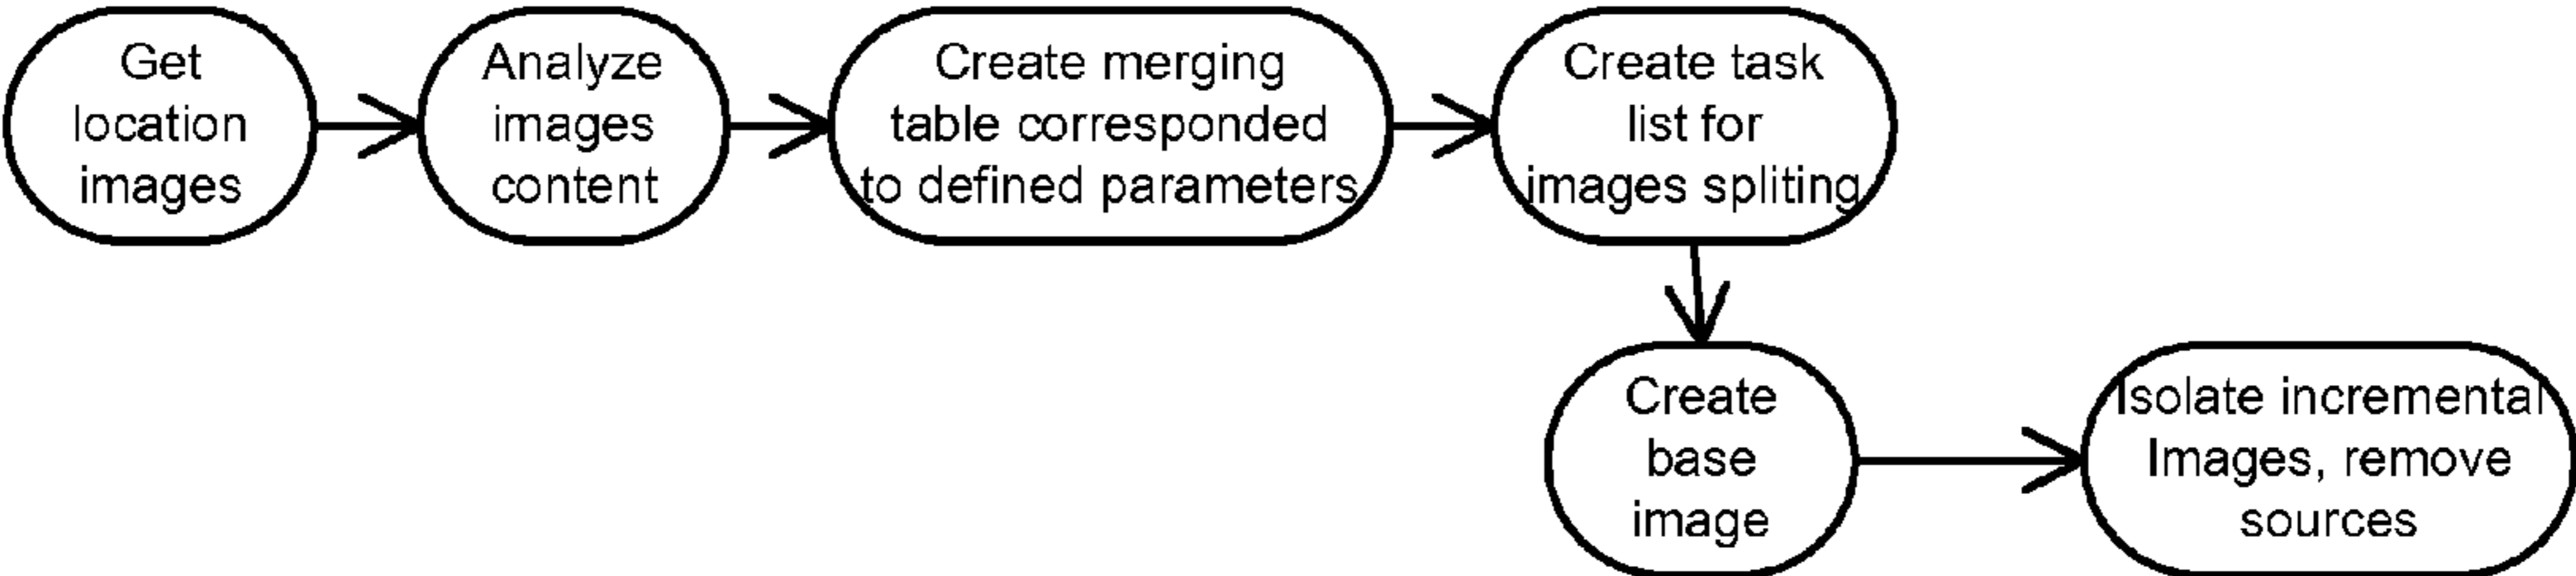 Get
location
images
Analyze
images
content
Create merging
table corresponded
to defined parameters
Create task
list for
images spliting
Create
base
image
Isolate incremental
Images, remove
sources